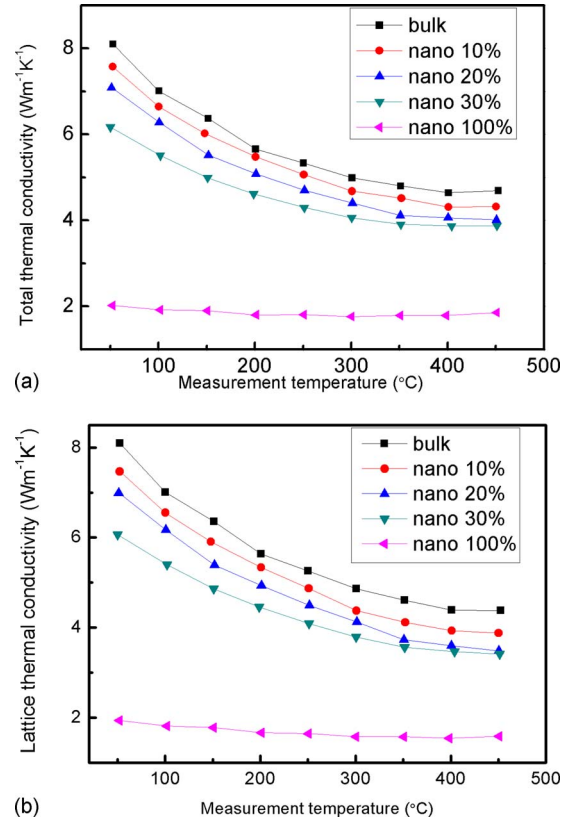 8
6
4
2
Total thermal conductivity (Wm⁻¹K⁻¹)
bulk
nano 10%
nano 20%
nano 30%
nano 100%
100 200 300 400 500
(a) Measurement temperature (°C)
8
6
4
2
Lattice thermal conductivity (Wm⁻¹K⁻¹)
bulk
nano 10%
nano 20%
nano 30%
nano 100%
100 200 300 400 500
(b) Measurement temperature (°C)